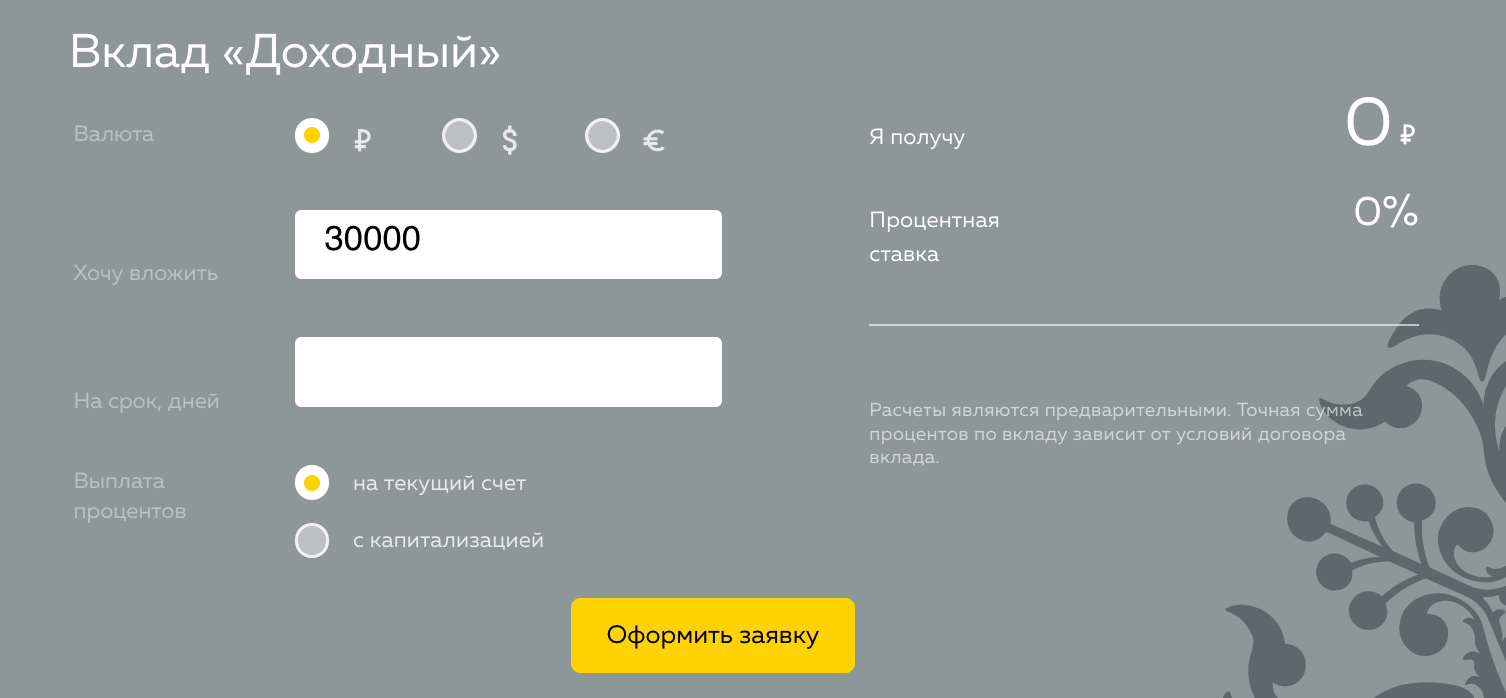 Вклад «Доходный»
Валюта
₽
$
€
Хочу вложить
30000
На срок, дней
Выплата
процентов
на текущий счет
с капитализацией
Я получу
0 ₽
Процентная
ставка
0%
Расчеты являются предварительными. Точная сумма
процентов по вкладу зависит от условий договора
вклада.
Оформить заявку